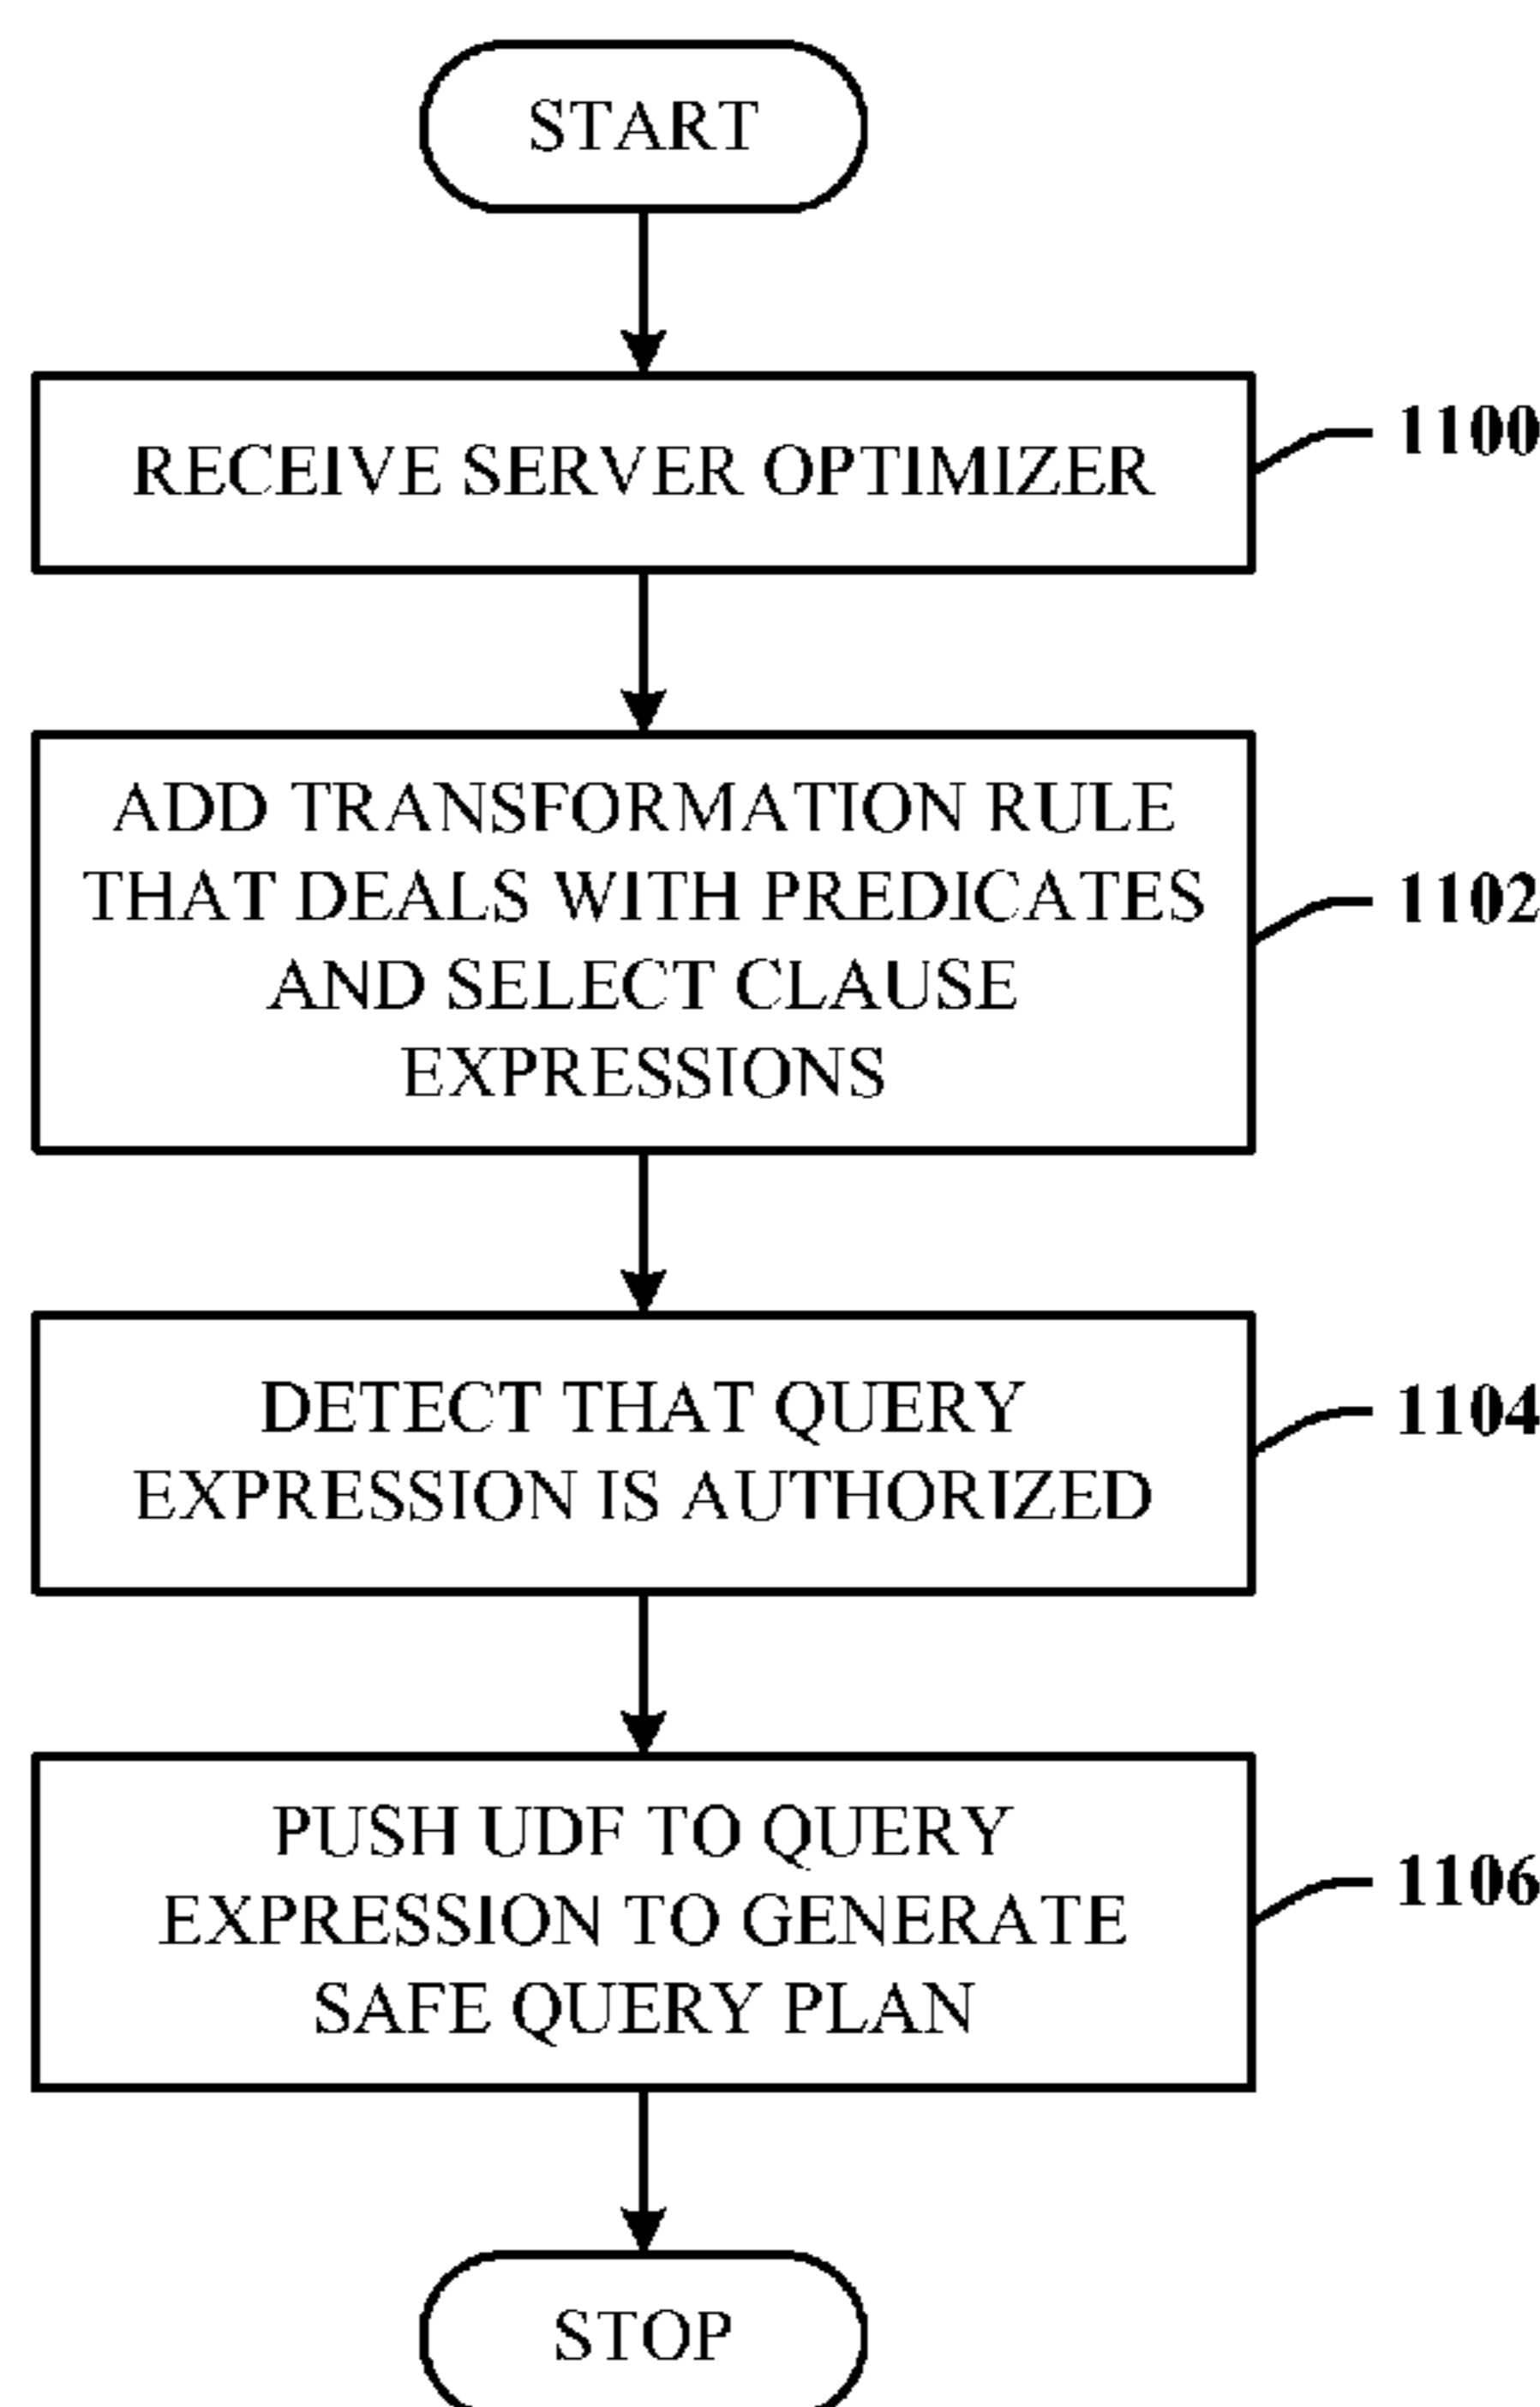 START
RECEIVE SERVER OPTIMIZER
1100
ADD TRANSFORMATION RULE
THAT DEALS WITH PREDICATES
AND SELECT CLAUSE
EXPRESSIONS
1102
DETECT THAT QUERY
EXPRESSION IS AUTHORIZED
1104
PUSH UDF TO QUERY
EXPRESSION TO GENERATE
SAFE QUERY PLAN
1106
STOP